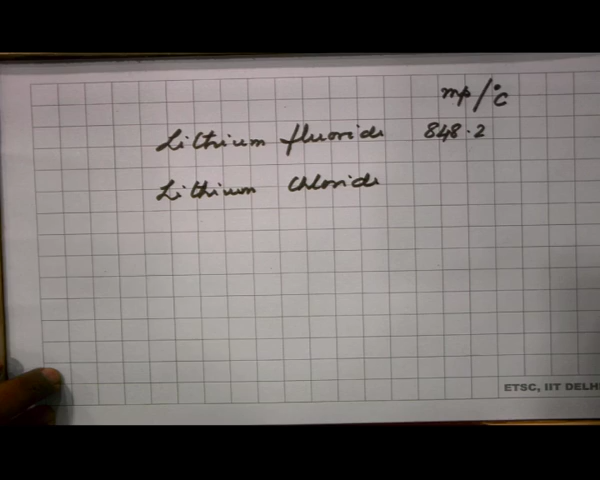 mp/°C
Lithium fluoride 848.2
Lithium chloride
ETSC, IIT DELHI